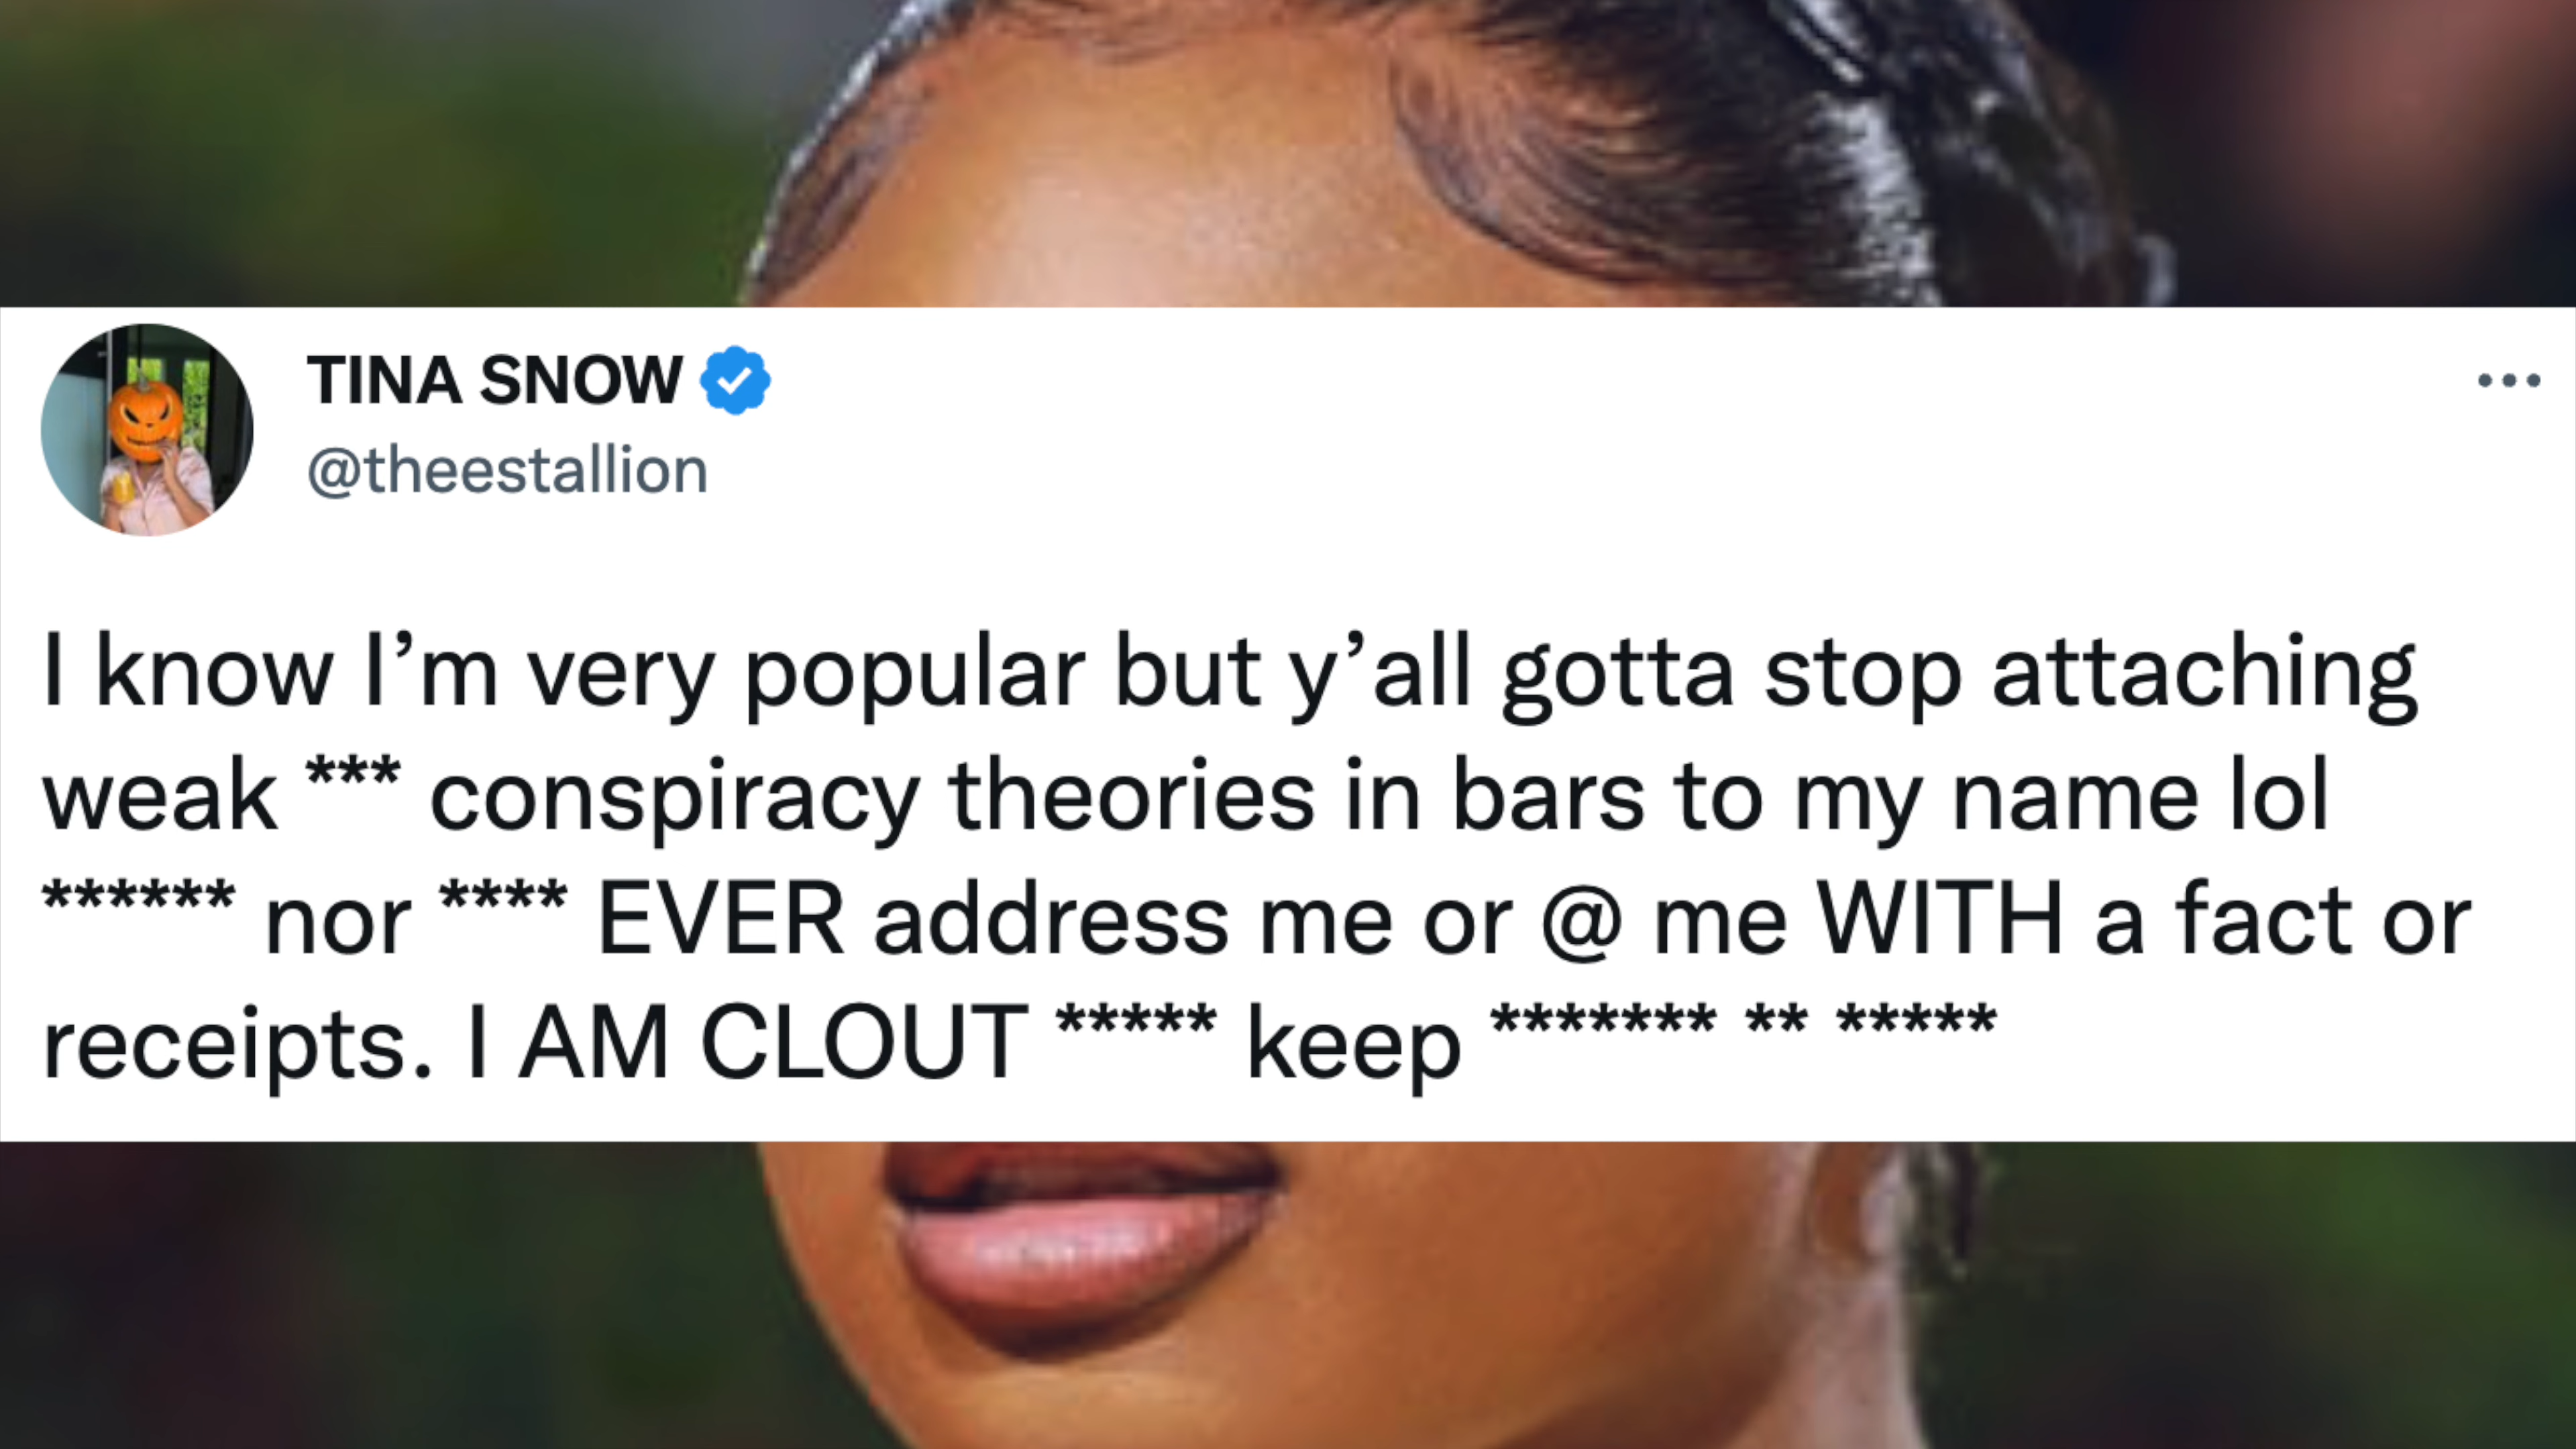 TINA SNOW
@theestallion
I know I’m very popular but y’all gotta stop attaching
weak *** conspiracy theories in bars to my name lol
****** nor **** EVER address me or @ me WITH a fact or
receipts. I AM CLOUT ***** keep ******* ** *****